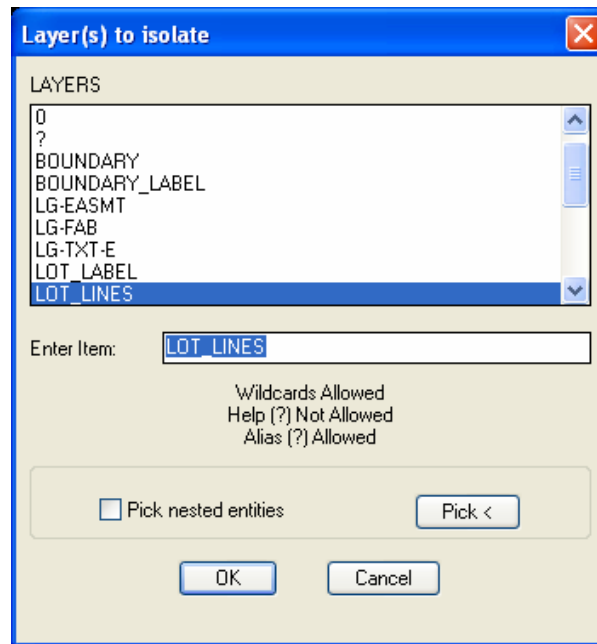 Layer(s) to isolate
LAYERS
0
?
BOUNDARY
BOUNDARY_LABEL
LG-EASMT
LG-FAB
LG-TXT-E
LOT_LABEL
LOT_LINES
Enter Item: LOT_LINES
Wildcards Allowed
Help (?) Not Allowed
Alias (?) Allowed
Pick nested entities Pick <
OK Cancel